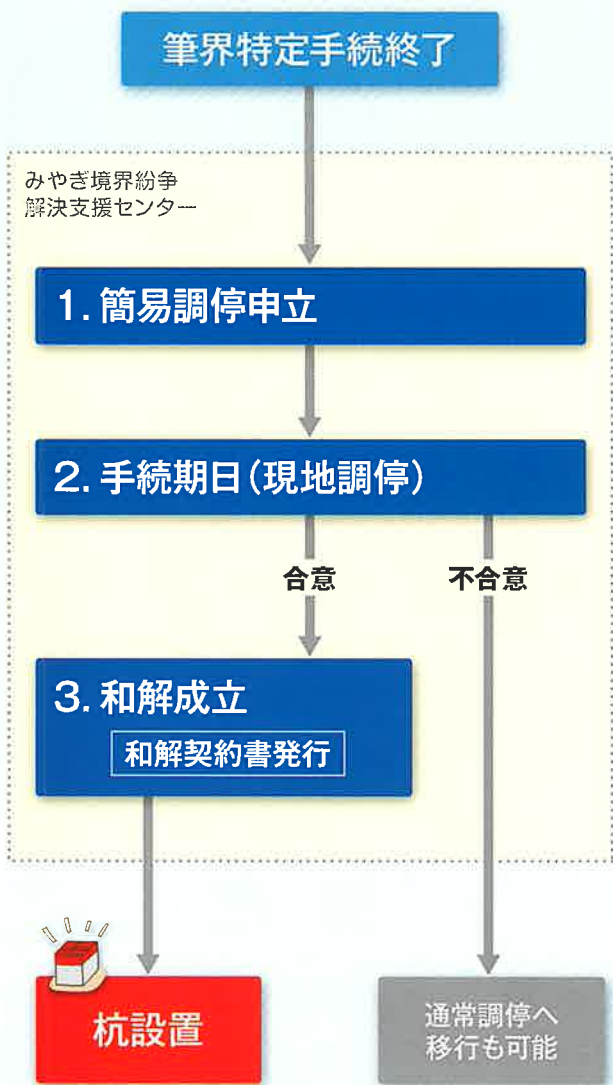 筆界特定手続終了
みやぎ境界紛争
解決支援センター
1. 簡易調停申立
2. 手続期日(現地調停)
合意
不合意
3. 和解成立
和解契約書発行
杭設置
通常調停へ
移行も可能